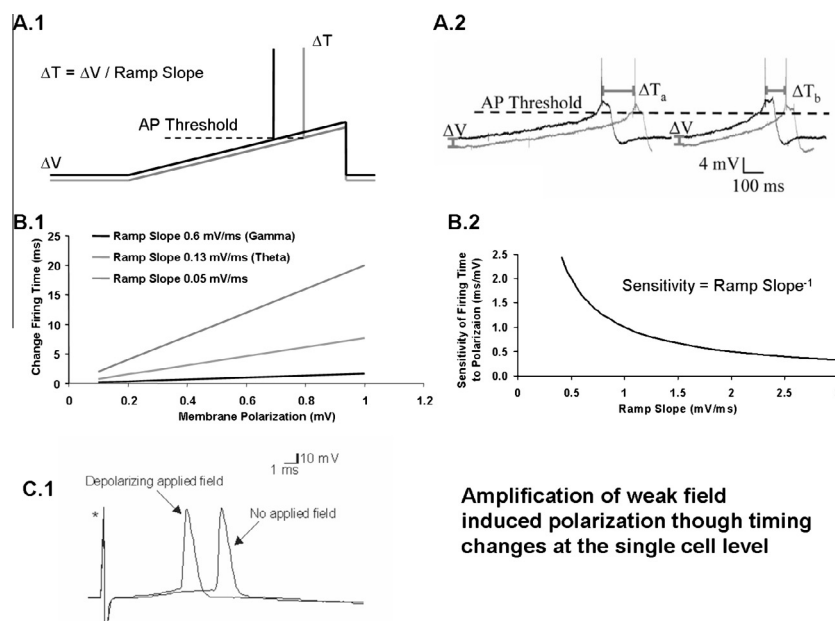 A.1
ΔT
ΔT = ΔV / Ramp Slope
AP Threshold
ΔV
A.2
ΔTa
ΔTb
AP Threshold
ΔV
ΔV
4 mV
100 ms
B.1
Ramp Slope 0.6 mV/ms (Gamma)
Ramp Slope 0.13 mV/ms (Theta)
Ramp Slope 0.05 mV/ms
Change Firing Time (ms)
25
20
15
10
5
0
0
0.2
0.4
0.6
0.8
1
1.2
Membrane Polarization (mV)
B.2
Sensitivity of Firing Time
to Polarizaion (ms/mV)
2.5
2.0
1.5
1.0
0.5
0.0
Sensitivity = Ramp Slope-1
0
0.5
1
1.5
2
2.5
Ramp Slope (mV/ms)
C.1
10 mV
1 ms
Depolarizing applied field
No applied field
*
Amplification of weak field
induced polarization though timing
changes at the single cell level